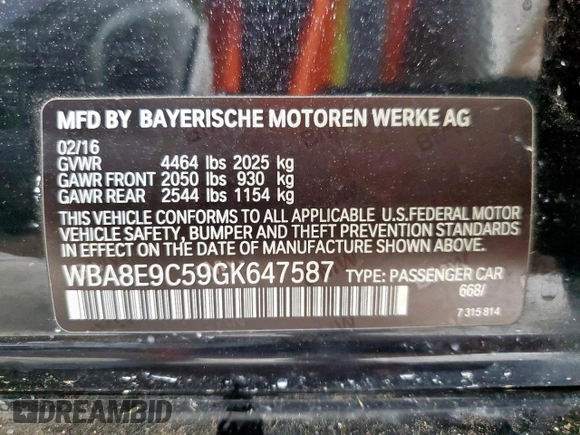 MFD BY BAYERISCHE MOTOREN WERKE AG
02/16
GVWR 4464 lbs 2025 kg
GAWR FRONT 2050 lbs 930 kg
GAWR REAR 2544 lbs 1154 kg
THIS VEHICLE CONFORMS TO ALL APPLICABLE U.S.FEDERAL MOTOR
VEHICLE SAFETY, BUMPER AND THEFT PREVENTION STANDARDS
IN EFFECT ON THE DATE OF MANUFACTURE SHOWN ABOVE.
WBA8E9C59GK647587 TYPE: PASSENGER CAR
668/
7 315 814
DREAMBID